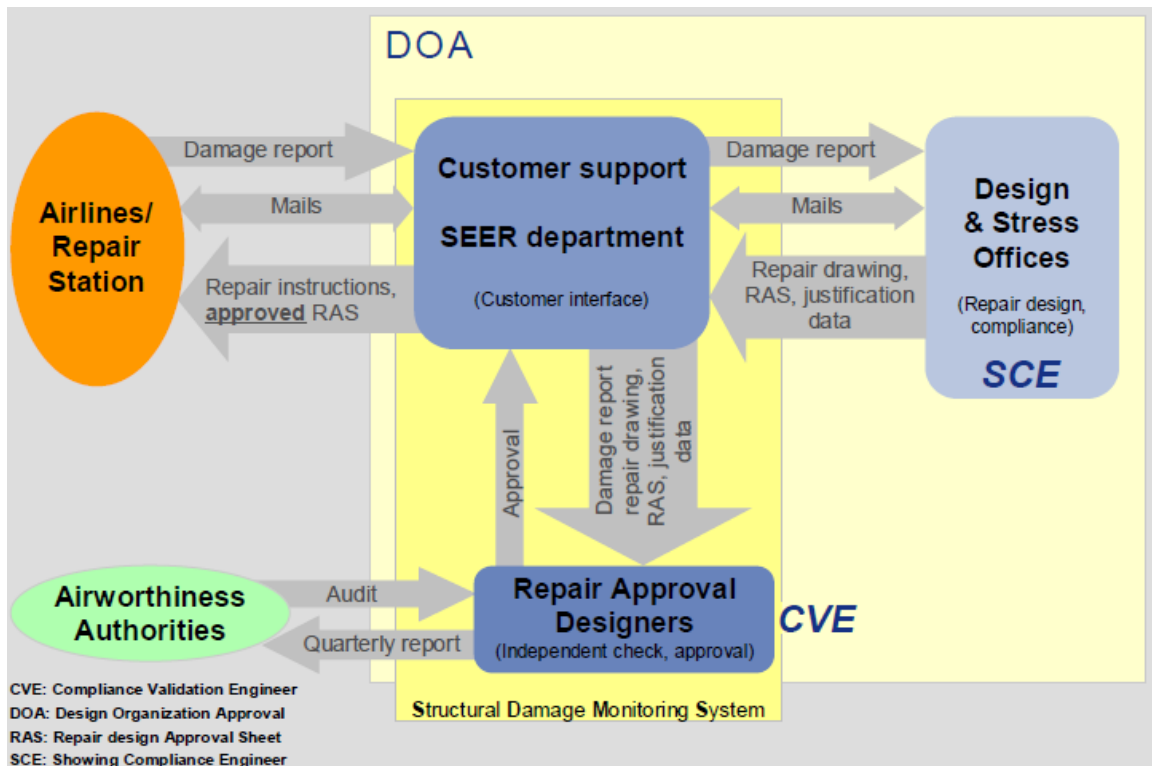 DOA
Damage report
Mails
Repair instructions,
approved RAS
Airlines/
Repair
Station
Customer support
SEER department
(Customer interface)
Damage report
Mails
Repair drawing,
RAS, justification
data
Design
& Stress
Offices
(Repair design,
compliance)
SCE
Approval
Damage report
repair drawing,
RAS, justification
data
Airworthiness
Authorities
Audit
Quarterly report
Repair Approval
Designers
(Independent check, approval)
CVE
Structural Damage Monitoring System
CVE: Compliance Validation Engineer
DOA: Design Organization Approval
RAS: Repair design Approval Sheet
SCE: Showing Compliance Engineer